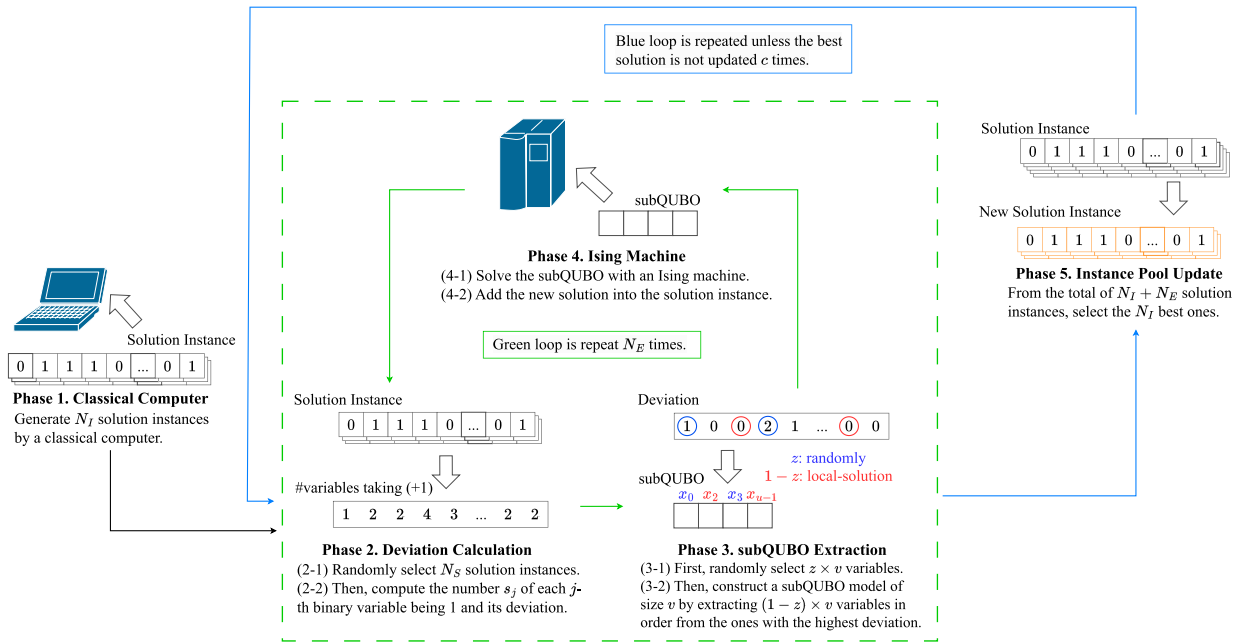 Blue loop is repeated unless the best
solution is not updated c times.
Solution Instance
0 1 1 1 0 ... 0 1
New Solution Instance
0 1 1 1 0 ... 0 1
Phase 5. Instance Pool Update
From the total of N_I + N_E solution
instances, select the N_I best ones.
subQUBO
Phase 4. Ising Machine
(4-1) Solve the subQUBO with an Ising machine.
(4-2) Add the new solution into the solution instance.
Green loop is repeat N_E times.
Solution Instance
0 1 1 1 0 ... 0 1
Phase 1. Classical Computer
Generate N_I solution instances
by a classical computer.
Solution Instance
0 1 1 1 0 ... 0 1
#variables taking (+1)
1 2 2 4 3 ... 2 2
Phase 2. Deviation Calculation
(2-1) Randomly select N_S solution instances.
(2-2) Then, compute the number s_j of each j-
th binary variable being 1 and its deviation.
Deviation
1 0 0 2 1 ... 0 0
z: randomly
1 − z: local-solution
subQUBO
x_0 x_2 x_3 x_{u−1}
Phase 3. subQUBO Extraction
(3-1) First, randomly select z × v variables.
(3-2) Then, construct a subQUBO model of
size v by extracting (1 − z) × v variables in
order from the ones with the highest deviation.